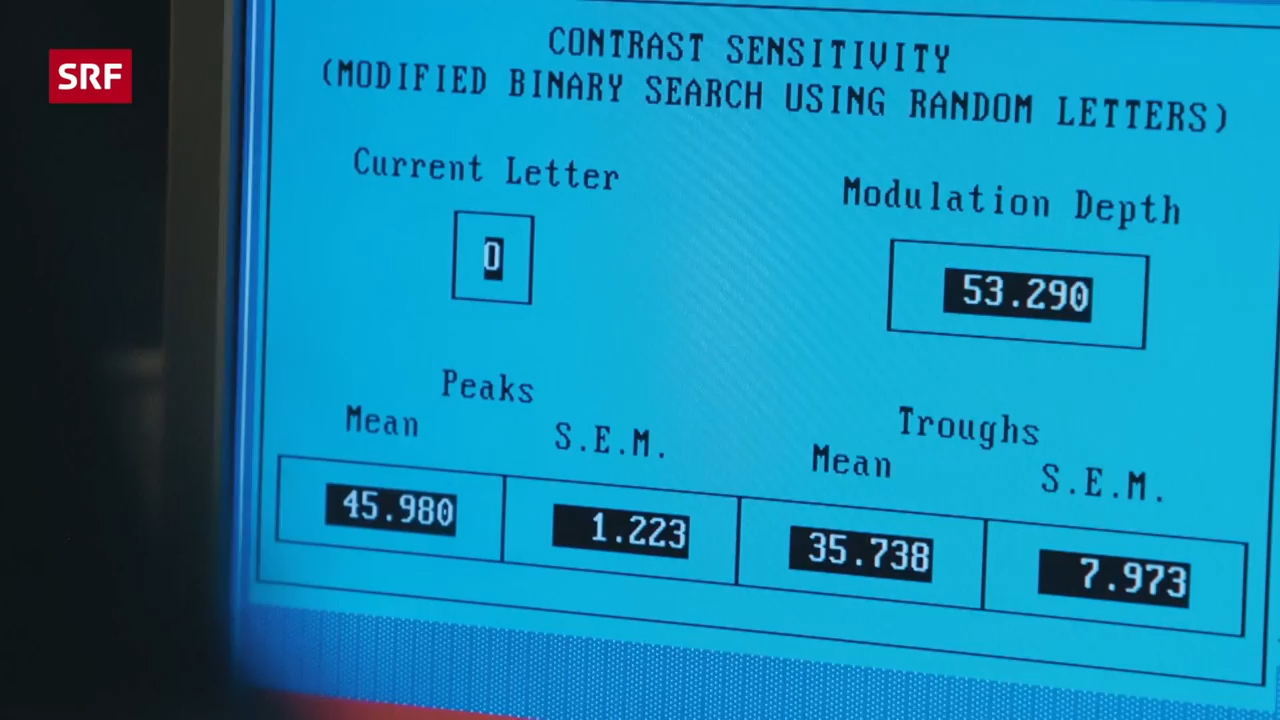 SRF
CONTRAST SENSITIVITY
(MODIFIED BINARY SEARCH USING RANDOM LETTERS)
Current Letter
Modulation Depth
O
53.290
Peaks
Troughs
Mean S.E.M. Mean S.E.M.
45.980 1.223 35.738 7.973